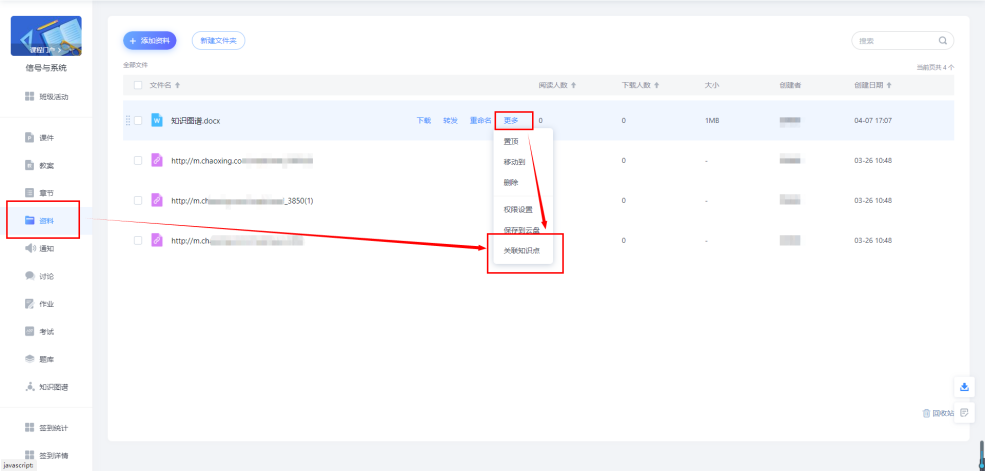 课程门户 >
信号与系统
班级活动
课件
教案
章节
资料
通知
讨论
作业
考试
题库
知识图谱
签到统计
签到详情
javascript:
+ 添加资料 新建文件夹 搜索
全部文件 当前页共 4 个
文件名 阅读人数 下载人数 大小 创建者 创建日期
知识图谱.docx 下载 转发 重命名 更多 0 0 1MB 04-07 17:07
置顶
http://m.chaoxing.co 移动到 0 - 03-26 10:48
删除
http://m.ch _3850(1) 0 - 03-26 10:48
权限设置
保存到云盘
http://m.ch 0 - 03-26 10:48
关联知识点
回收站